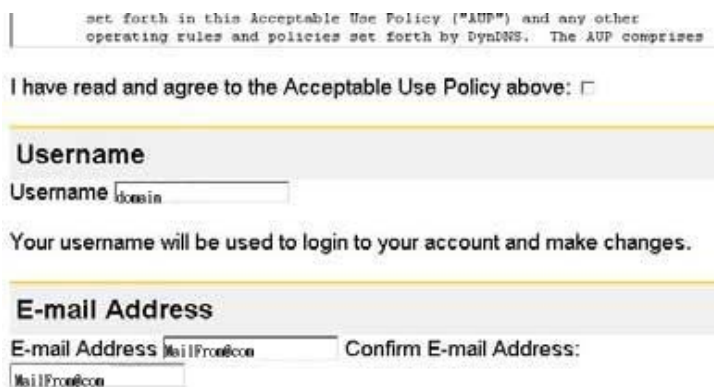 set forth in this Acceptable Use Policy ("AUP") and any other
operating rules and policies set forth by DynDNS. The AUP comprises
I have read and agree to the Acceptable Use Policy above:
Username
Username domain
Your username will be used to login to your account and make changes.
E-mail Address
E-mail Address MailFrom@com Confirm E-mail Address:
MailFrom@com